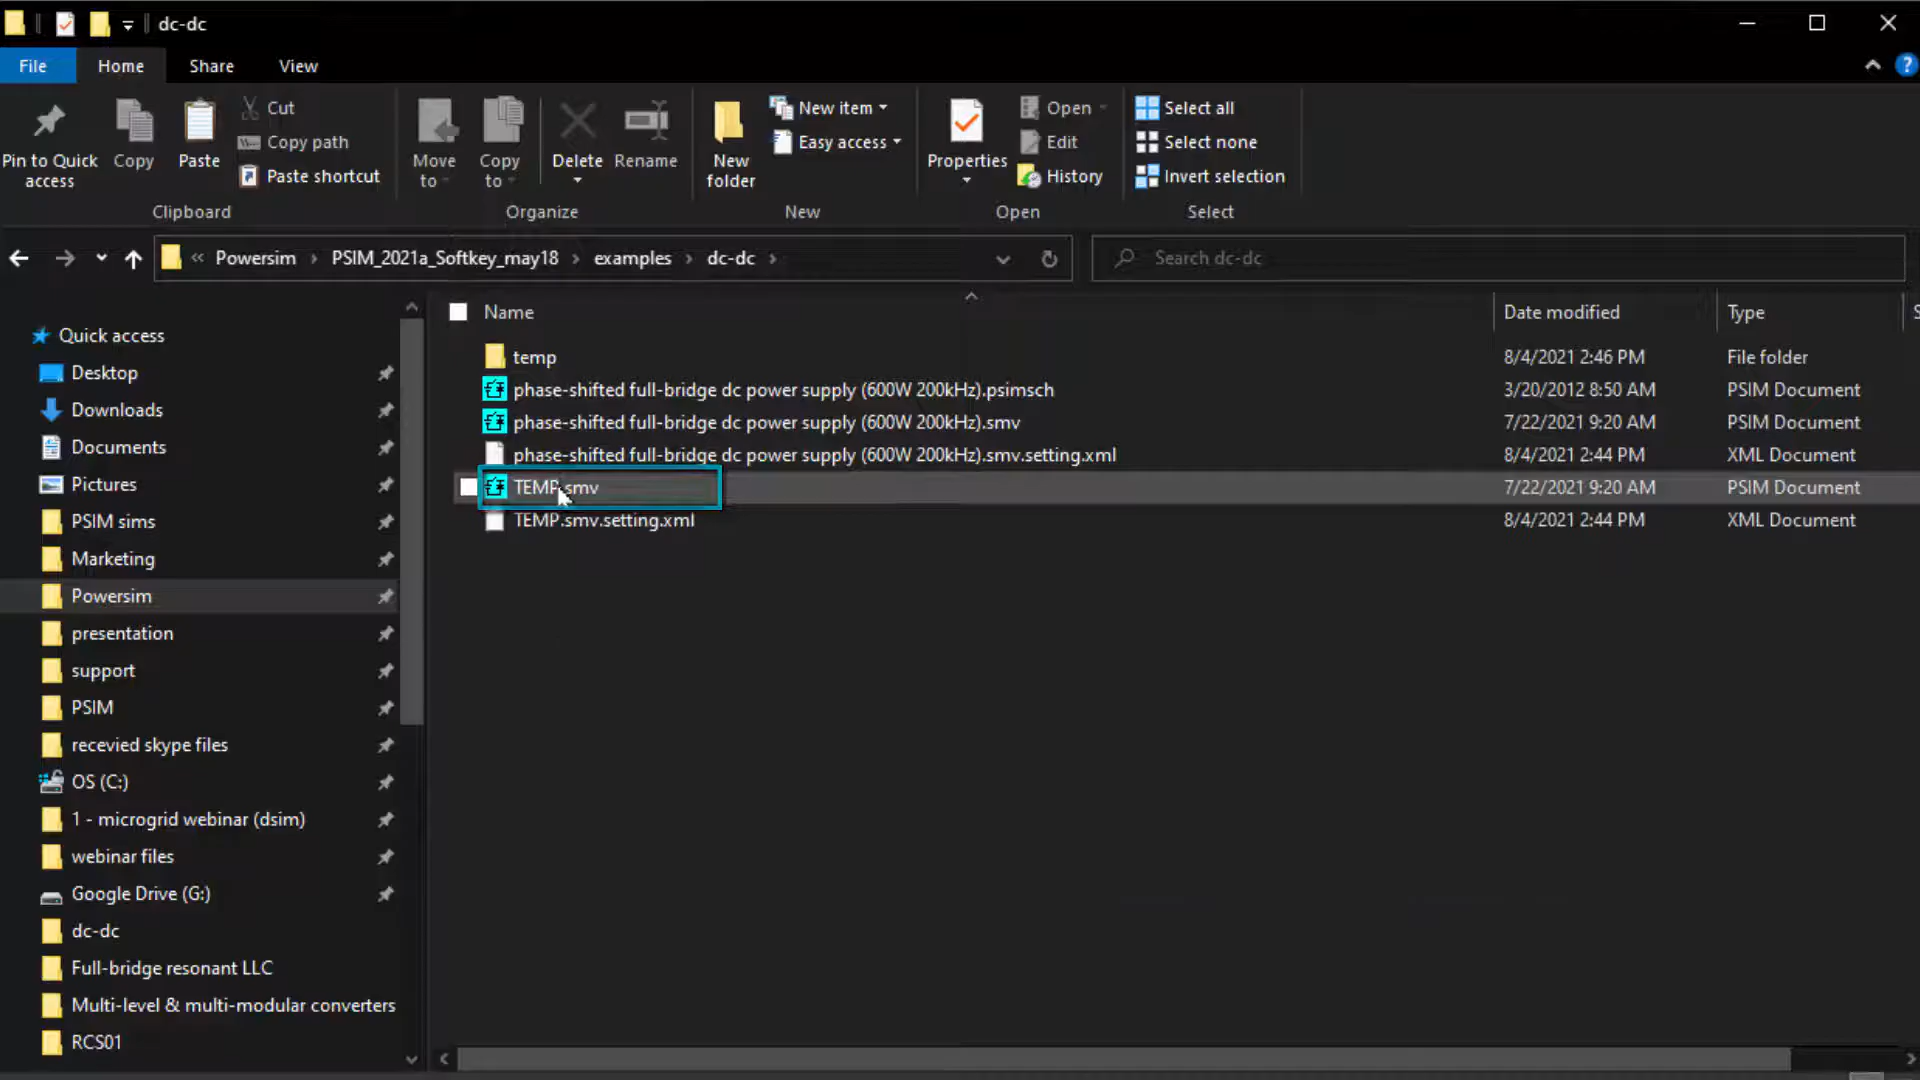 dc-dc
File Home Share View
Pin to Quick access
Copy
Paste
Cut
Copy path
Paste shortcut
Clipboard
Move to
Copy to
Delete
Rename
Organize
New folder
New item
Easy access
New
Properties
Open
Edit
History
Open
Select all
Select none
Invert selection
Select
« Powersim › PSIM_2021a_Softkey_may18 › examples › dc-dc ›
Search dc-dc
Quick access
Desktop
Downloads
Documents
Pictures
PSIM sims
Marketing
Powersim
presentation
support
PSIM
recevied skype files
OS (C:)
1 - microgrid webinar (dsim)
webinar files
Google Drive (G:)
dc-dc
Full-bridge resonant LLC
Multi-level & multi-modular converters
RCS01
Name Date modified Type S
temp 8/4/2021 2:46 PM File folder
phase-shifted full-bridge dc power supply (600W 200kHz).psimsch 3/20/2012 8:50 AM PSIM Document
phase-shifted full-bridge dc power supply (600W 200kHz).smv 7/22/2021 9:20 AM PSIM Document
phase-shifted full-bridge dc power supply (600W 200kHz).smv.setting.xml 8/4/2021 2:44 PM XML Document
TEMP.smv 7/22/2021 9:20 AM PSIM Document
TEMP.smv.setting.xml 8/4/2021 2:44 PM XML Document